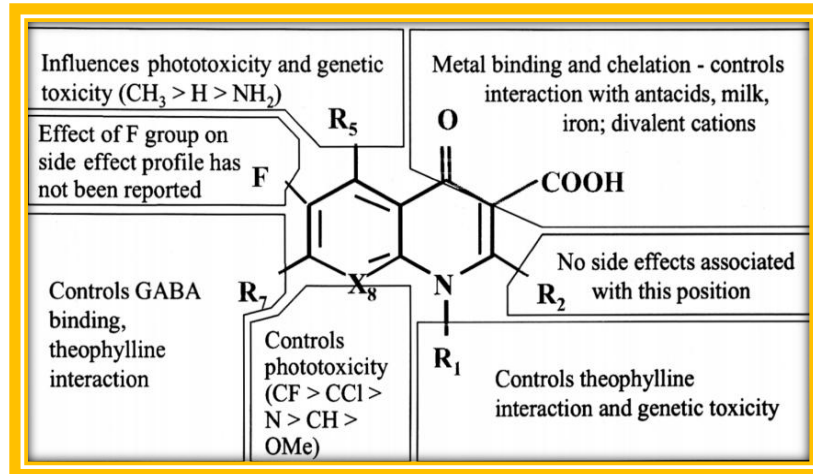 Influences phototoxicity and genetic
toxicity (CH₃ > H > NH₂)
Metal binding and chelation - controls
interaction with antacids, milk,
iron; divalent cations
Effect of F group on
side effect profile has
not been reported
R₅
O
F
COOH
No side effects associated
with this position
Controls GABA
binding,
theophylline
interaction
R₇
X₈
N
R₂
R₁
Controls
phototoxicity
(CF > CCl >
N > CH >
OMe)
Controls theophylline
interaction and genetic toxicity